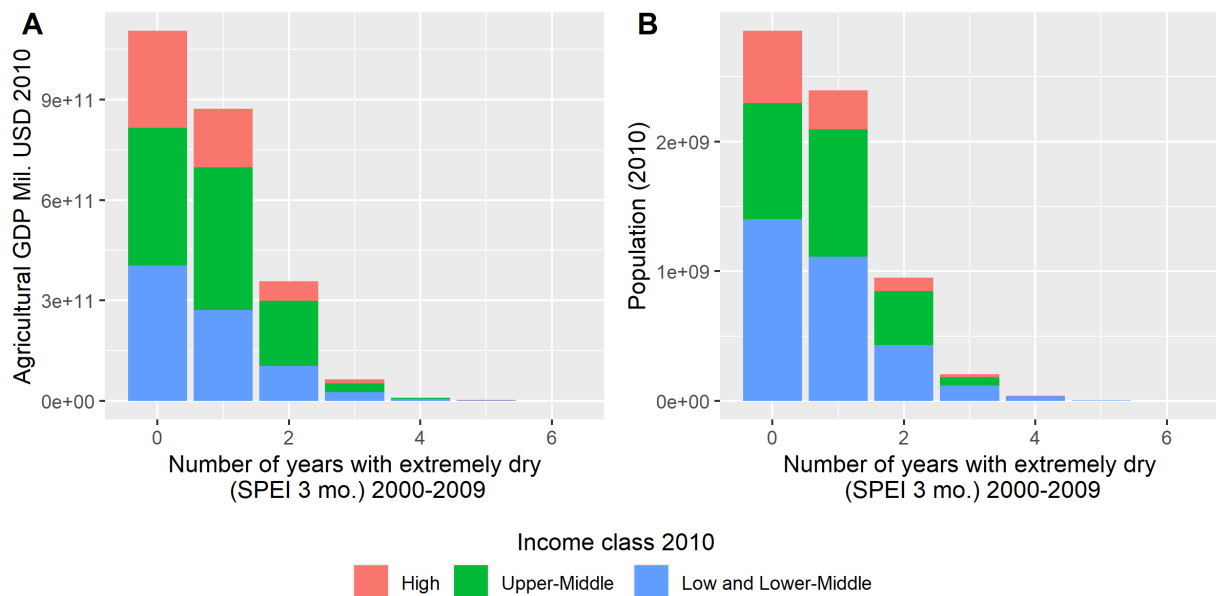 A
Agricultural GDP Mil. USD 2010
9e+11
6e+11
3e+11
0e+00
0 2 4 6
Number of years with extremely dry
(SPEI 3 mo.) 2000-2009
B
Population (2010)
2e+09
1e+09
0e+00
0 2 4 6
Number of years with extremely dry
(SPEI 3 mo.) 2000-2009
Income class 2010
High Upper-Middle Low and Lower-Middle